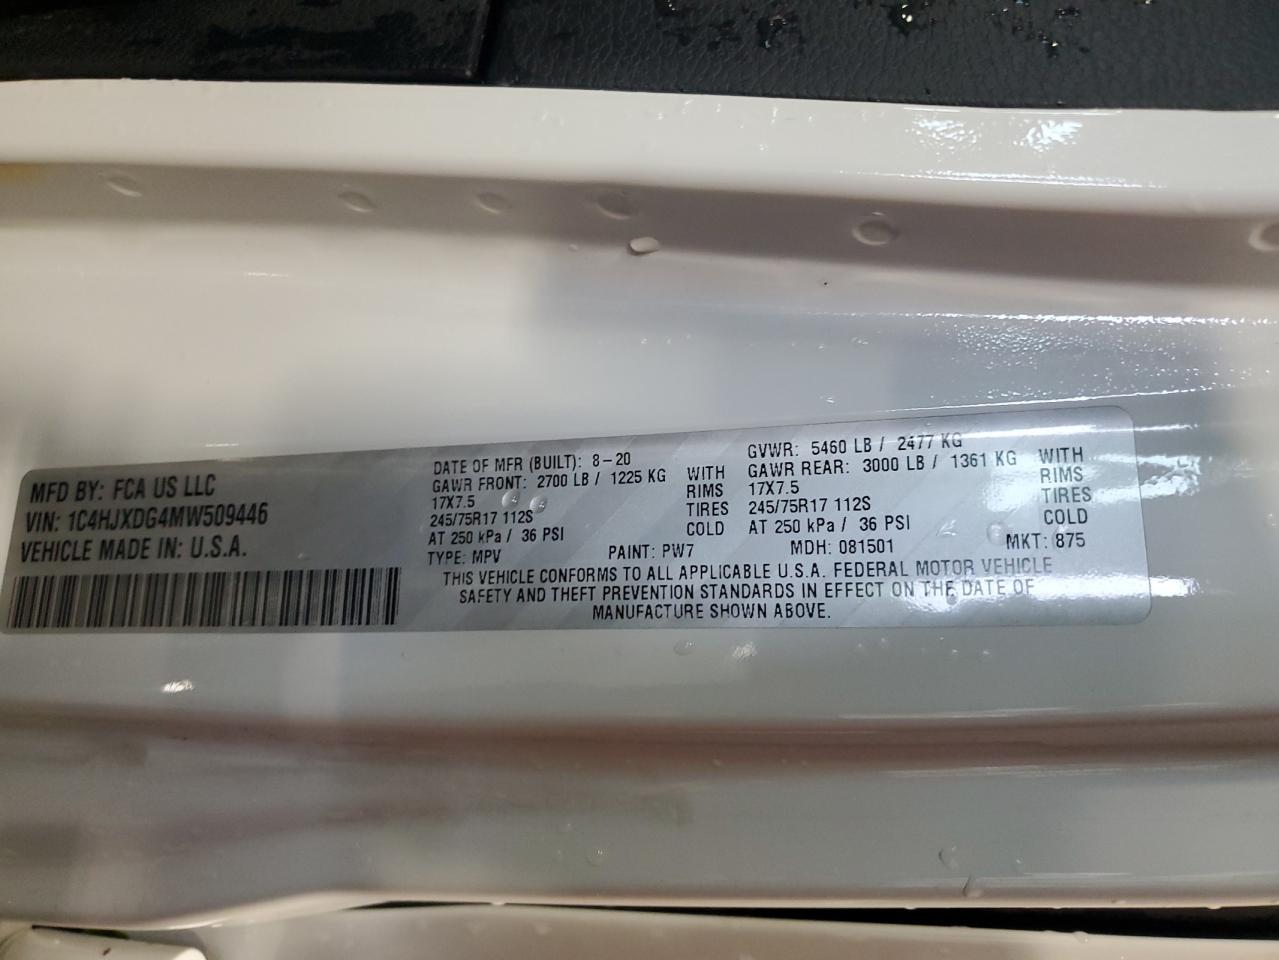 MFD BY: FCA US LLC
VIN: 1C4HJXDG4MW509446
VEHICLE MADE IN: U.S.A.
DATE OF MFR (BUILT): 8-20
GAWR FRONT: 2700 LB / 1225 KG WITH
17X7.5 RIMS
245/75R17 112S TIRES
AT 250 kPa / 36 PSI COLD
GVWR: 5460 LB / 2477 KG
GAWR REAR: 3000 LB / 1361 KG WITH
17X7.5 RIMS
245/75R17 112S TIRES
AT 250 kPa / 36 PSI COLD
TYPE: MPV PAINT: PW7 MDH: 081501 MKT: 875
THIS VEHICLE CONFORMS TO ALL APPLICABLE U.S.A. FEDERAL MOTOR VEHICLE
SAFETY AND THEFT PREVENTION STANDARDS IN EFFECT ON THE DATE OF
MANUFACTURE SHOWN ABOVE.